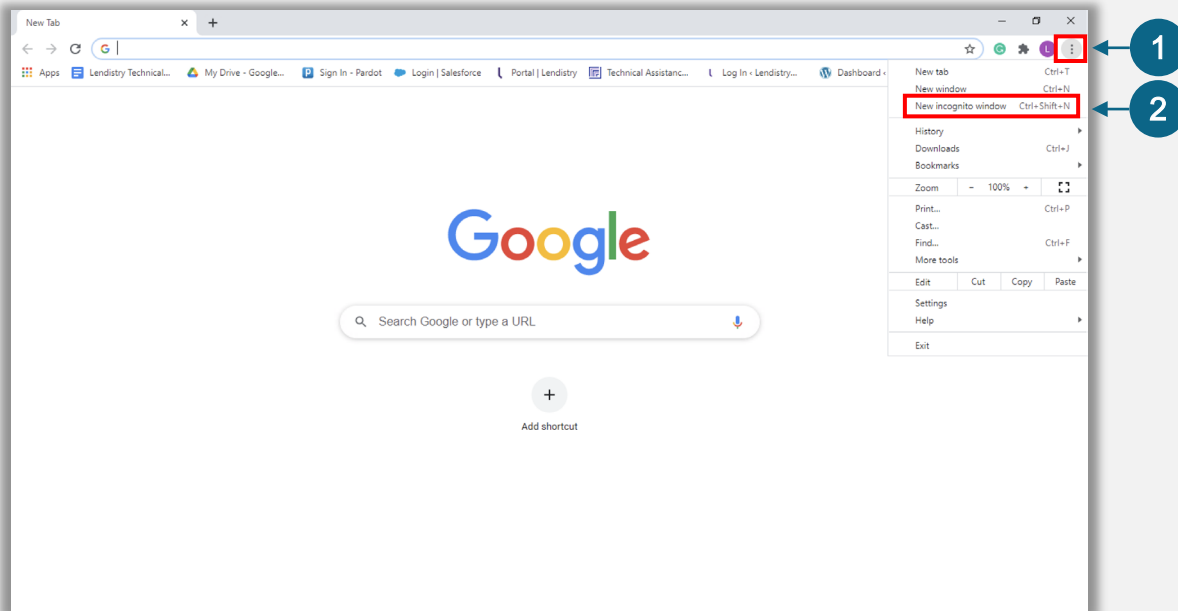 New Tab
G
L
1
Apps Lendistry Technical... My Drive - Google... P Sign In - Pardot Login | Salesforce Portal | Lendistry Technical Assistanc... Log In ‹ Lendistry... Dashboard ‹
New tab Ctrl+T
New window Ctrl+N
New incognito window Ctrl+Shift+N
2
History
Downloads Ctrl+J
Bookmarks
Zoom - 100% +
Print... Ctrl+P
Cast...
Find... Ctrl+F
More tools
Edit Cut Copy Paste
Settings
Help
Exit
Google
Search Google or type a URL
Add shortcut